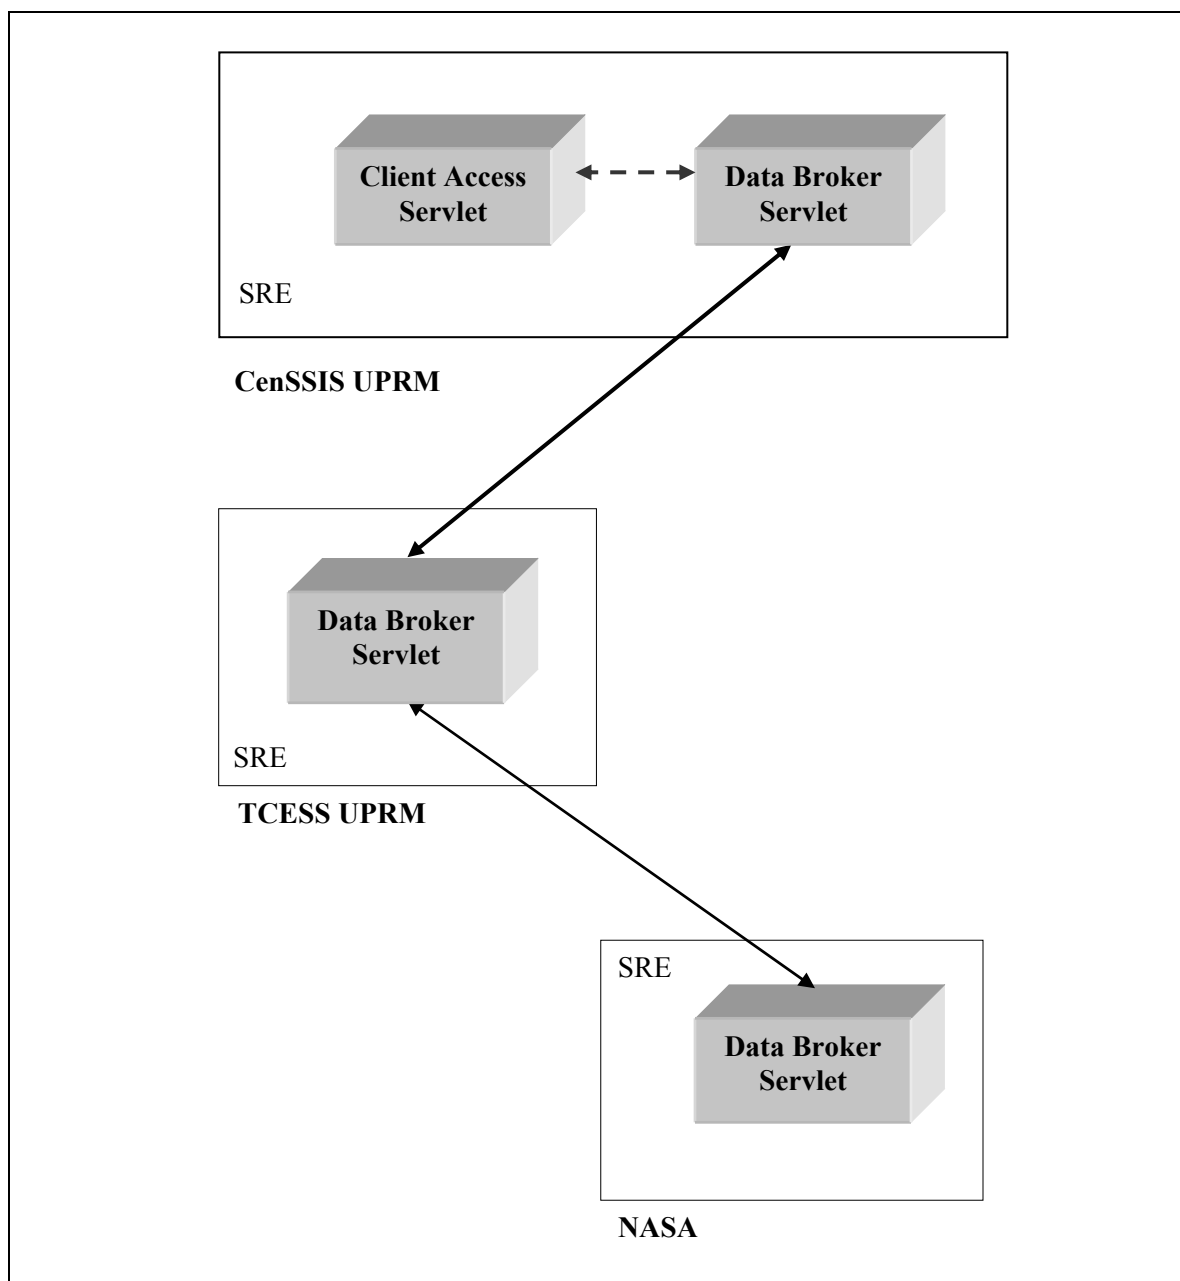 Client Access
Servlet
Data Broker
Servlet
SRE
CenSSIS UPRM
Data Broker
Servlet
SRE
TCESS UPRM
SRE
Data Broker
Servlet
NASA